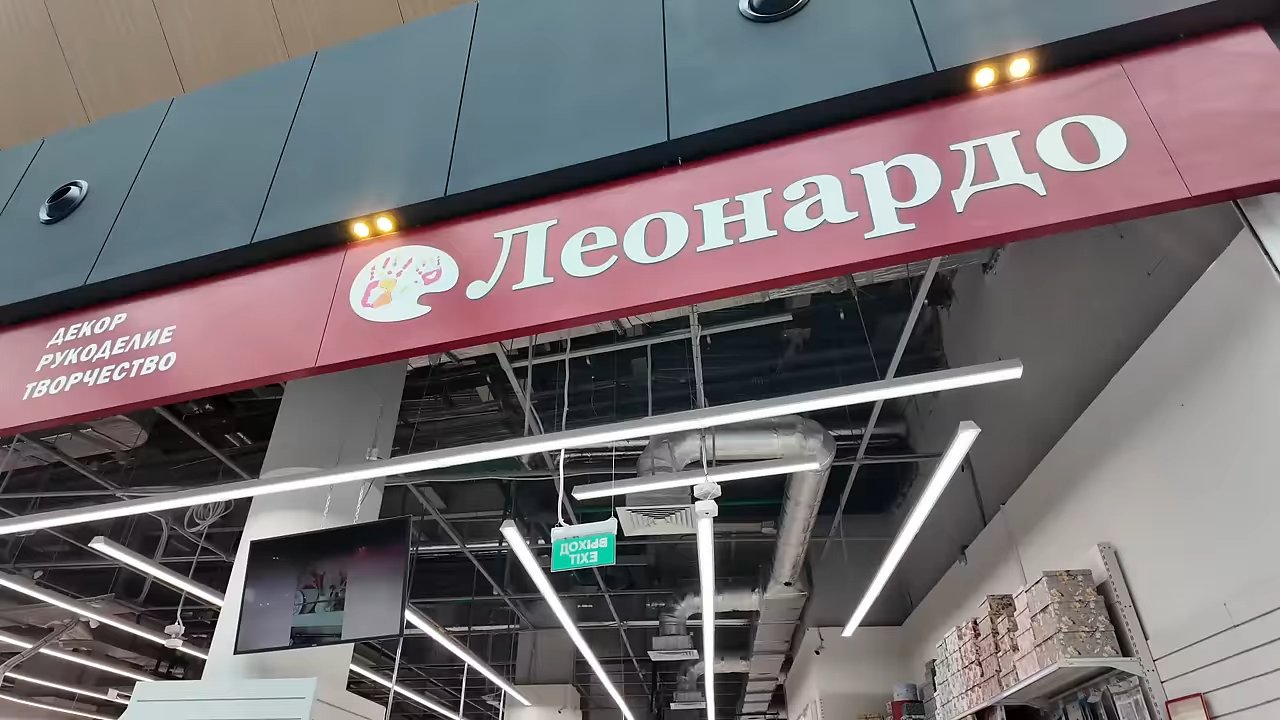 Леонардо
ДЕКОР
РУКОДЕЛИЕ
ТВОРЧЕСТВО
EXIT
ВЫХОД